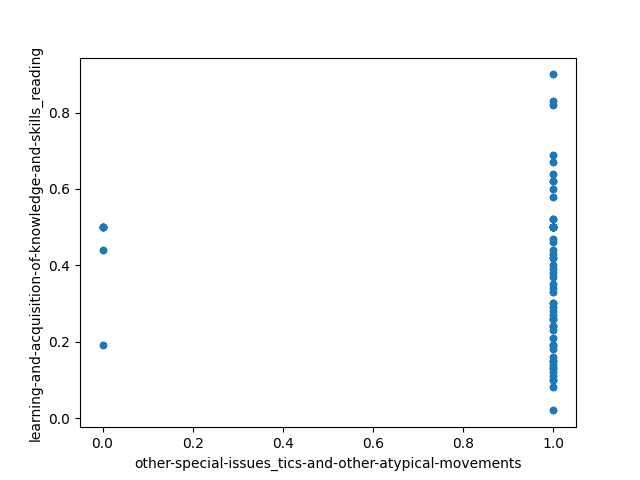 learning-and-acquisition-of-knowledge-and-skills_reading
0.8
0.6
0.4
0.2
0.0
0.0 0.2 0.4 0.6 0.8 1.0
other-special-issues_tics-and-other-atypical-movements